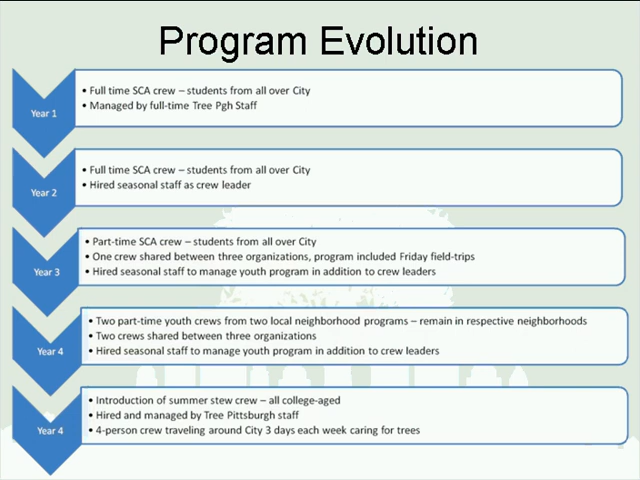 Program Evolution
Year 1
• Full time SCA crew – students from all over City
• Managed by full-time Tree Pgh Staff
Year 2
• Full time SCA crew – students from all over City
• Hired seasonal staff as crew leader
Year 3
• Part-time SCA crew – students from all over City
• One crew shared between three organizations, program included Friday field-trips
• Hired seasonal staff to manage youth program in addition to crew leaders
Year 4
• Two part-time youth crews from two local neighborhood programs – remain in respective neighborhoods
• Two crews shared between three organizations
• Hired seasonal staff to manage youth program in addition to crew leaders
Year 4
• Introduction of summer stew crew – all college-aged
• Hired and managed by Tree Pittsburgh staff
• 4-person crew traveling around City 3 days each week caring for trees